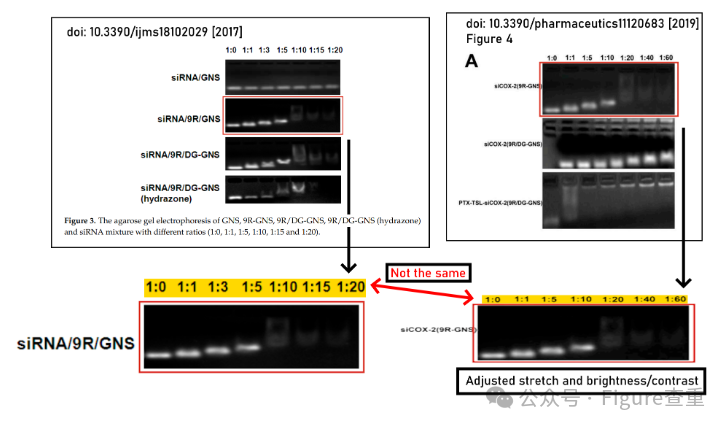 doi: 10.3390/ijms18102029 [2017]
1:0 1:1 1:3 1:5 1:10 1:15 1:20
siRNA/GNS
siRNA/9R/GNS
siRNA/9R/DG-GNS
siRNA/9R/DG-GNS
(hydrazone)
Figure 3. The agarose gel electrophoresis of GNS, 9R-GNS, 9R/DG-GNS, 9R/DG-GNS (hydrazone)
and siRNA mixture with different ratios (1:0, 1:1, 1:5, 1:10, 1:15 and 1:20).
doi: 10.3390/pharmaceutics11120683 [2019]
Figure 4
A
1:0 1:1 1:5 1:10 1:20 1:40 1:60
siCOX-2(9R-GNS)
siCOX-2(9R/DG-GNS)
PTX-TSL-siCOX-2(9R/DG-GNS)
Not the same
1:0 1:1 1:3 1:5 1:10 1:15 1:20
siRNA/9R/GNS
1:0 1:1 1:5 1:10 1:20 1:40 1:60
siCOX-2(9R-GNS)
Adjusted stretch and brightness/contrast
公众号 · Figure查重